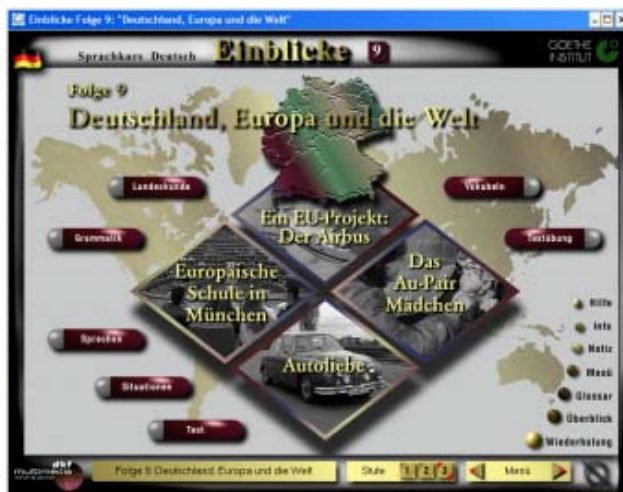 Einblicke Folge 9: "Deutschland, Europa und die Welt"
Sprachkurs Deutsch Einblicke 9
GOETHE
INSTITUT
Folge 9
Deutschland, Europa und die Welt
Landeskunde
Vokabeln
Grammatik
Textübung
Ein EU-Projekt:
Der Airbus
Europäische
Schule in
München
Das
Au-Pair
Mädchen
Autoliebe
Sprechen
Situationen
Test
Hilfe
Info
Notiz
Menü
Glossar
Überblick
Wiederholung
multimedia
Folge 9: Deutschland, Europa und die Welt
Stufe 1 2 3
Menü